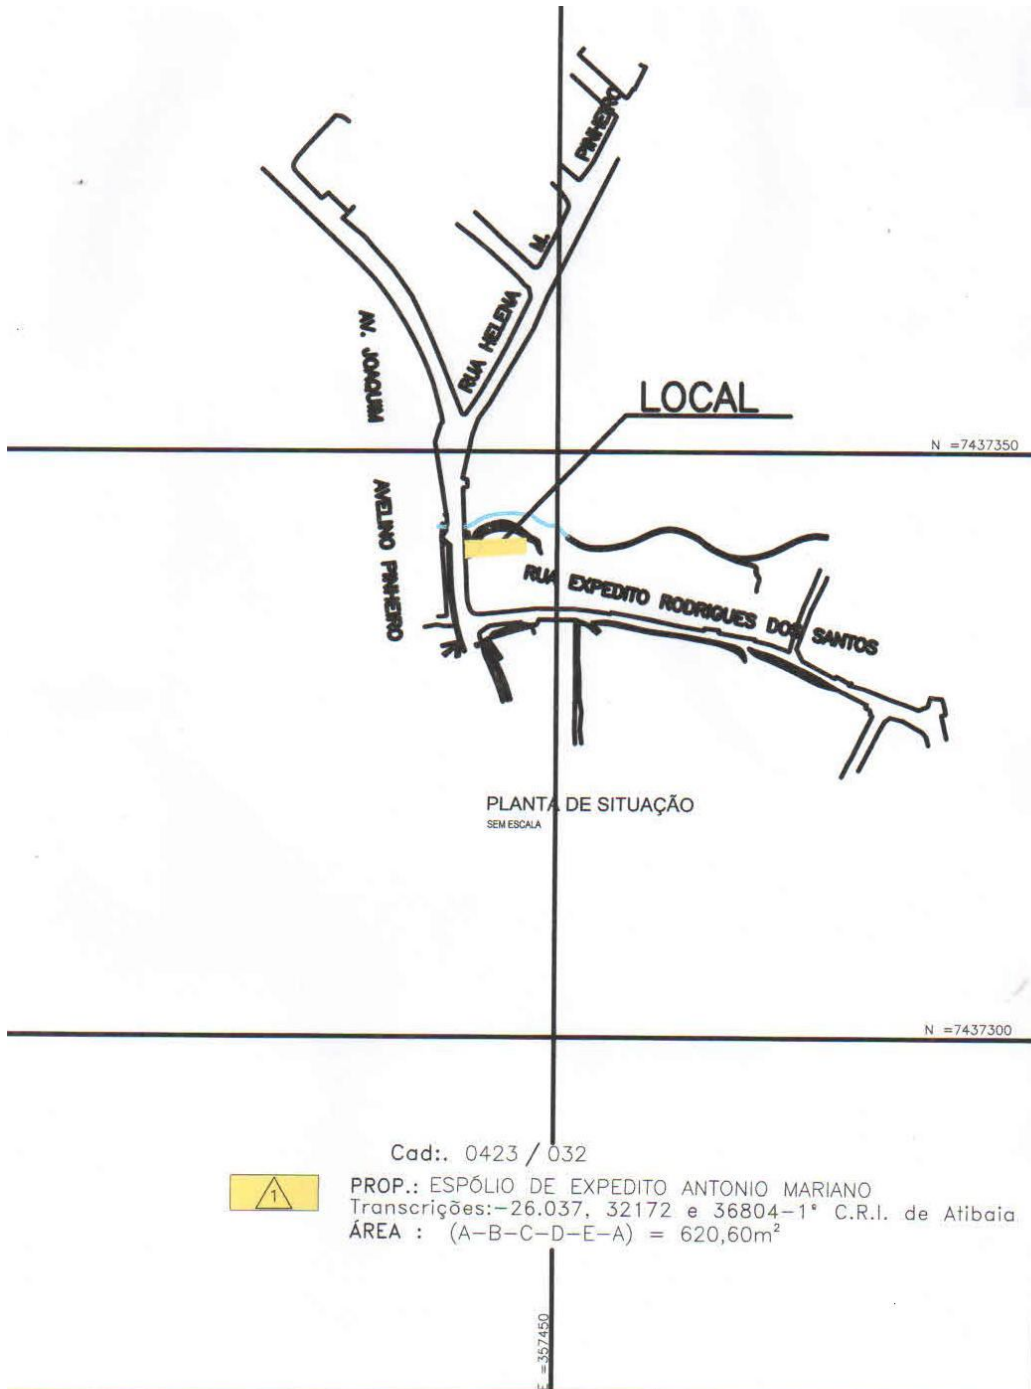 PINHEIRO
M.
RUA HELENA
AV. JOAQUIM
LOCAL
N =7437350
AVELINO PINHEIRO
RUA EXPEDITO RODRIGUES DOS SANTOS
PLANTA DE SITUAÇÃO
SEM ESCALA
N =7437300
Cad:. 0423 / 032
1
PROP.: ESPÓLIO DE EXPEDITO ANTONIO MARIANO
Transcrições:-26.037, 32172 e 36804-1° C.R.I. de Atibaia
ÁREA : (A-B-C-D-E-A) = 620,60m²
E =357450